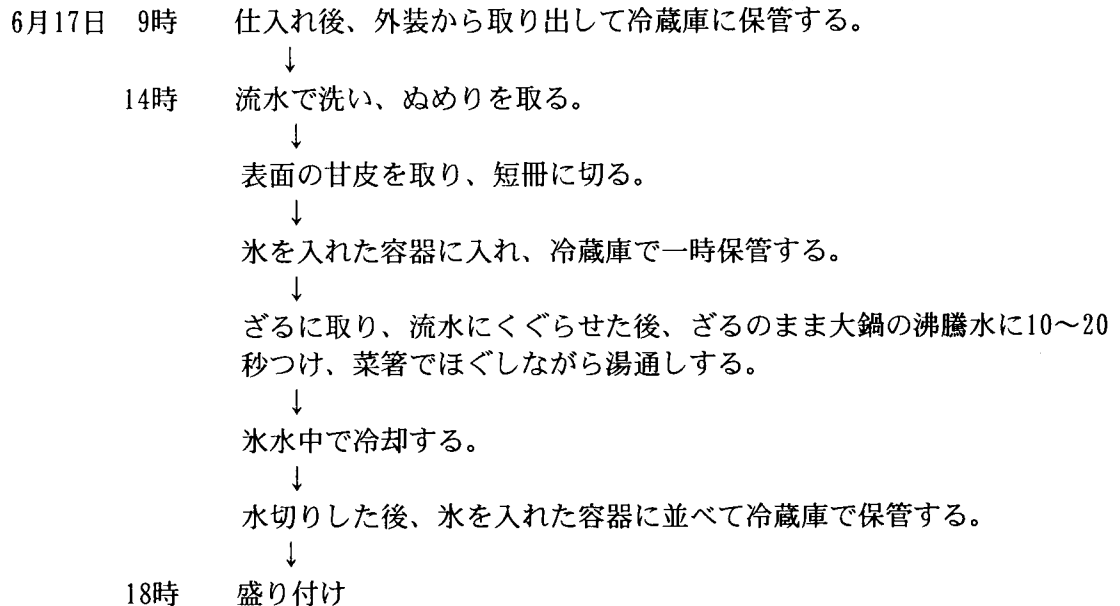 6月17日 9時 仕入れ後、外装から取り出して冷蔵庫に保管する。
↓
14時 流水で洗い、ぬめりを取る。
↓
表面の甘皮を取り、短冊に切る。
↓
氷を入れた容器に入れ、冷蔵庫で一時保管する。
↓
ざるに取り、流水にくぐらせた後、ざるのまま大鍋の沸騰水に10～20
秒つけ、菜箸でほぐしながら湯通しする。
↓
氷水中で冷却する。
↓
水切りした後、氷を入れた容器に並べて冷蔵庫で保管する。
↓
18時 盛り付け